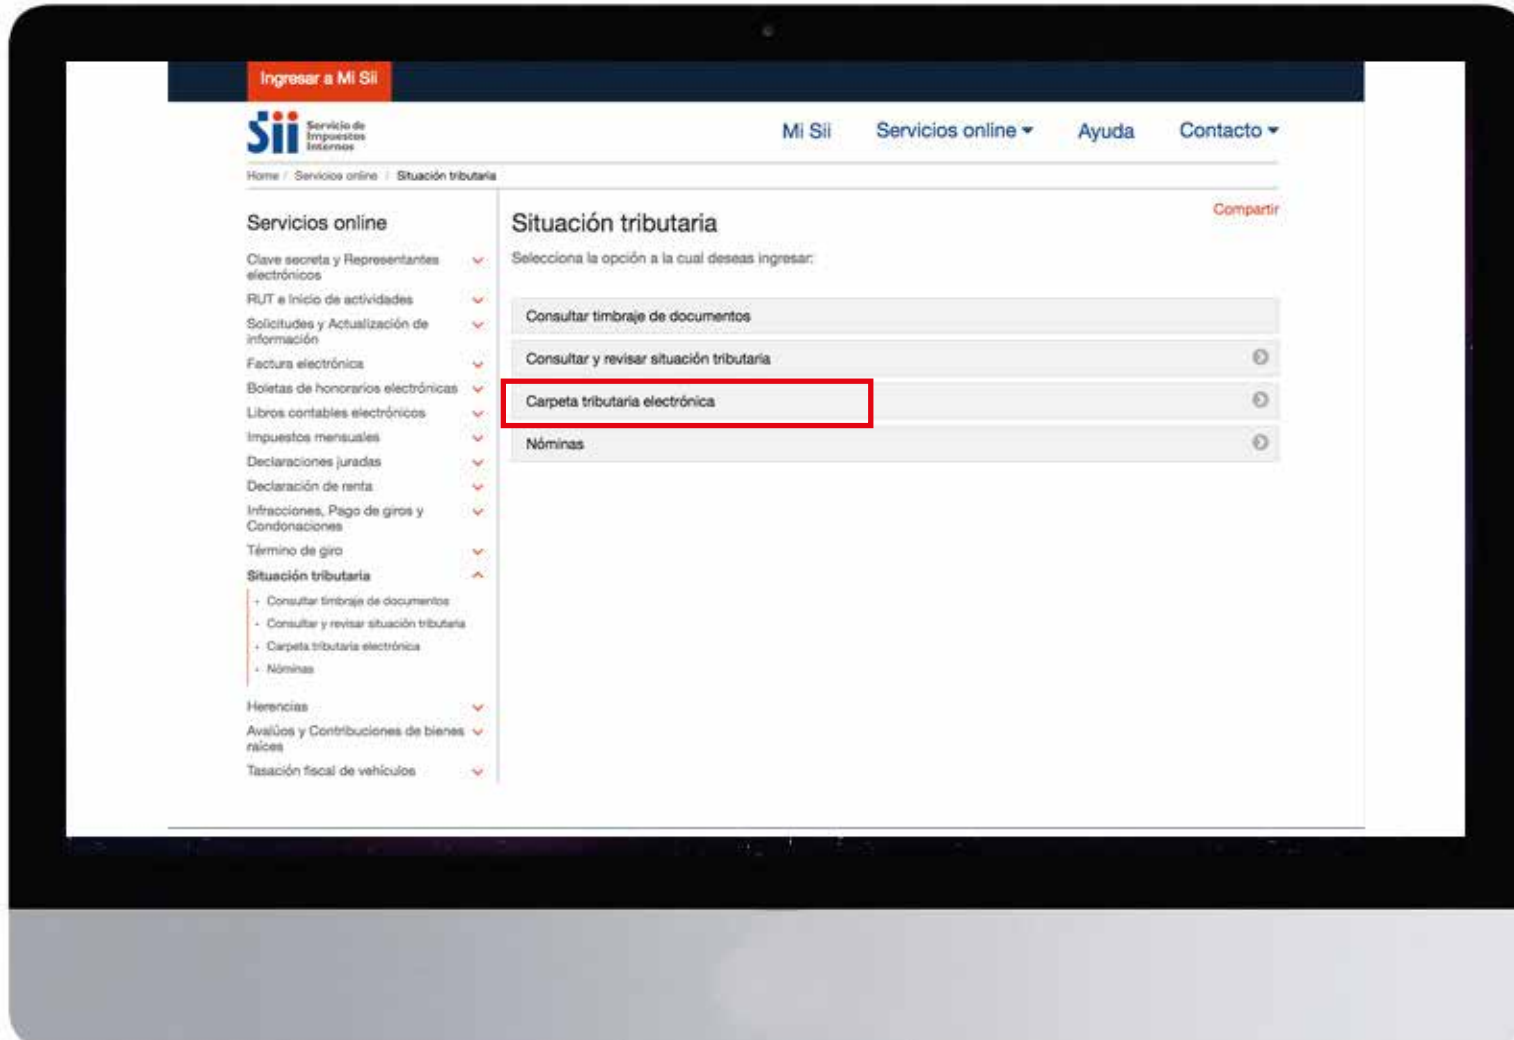 Ingresar a Mi Sii
Sii Servicio de
Impuestos
Internos
Mi Sii Servicios online Ayuda Contacto
Home / Servicios online / Situación tributaria
Compartir
Servicios online
Clave secreta y Representantes
electrónicos
RUT e Inicio de actividades
Solicitudes y Actualización de
información
Factura electrónica
Boletas de honorarios electrónicas
Libros contables electrónicos
Impuestos mensuales
Declaraciones juradas
Declaración de renta
Infracciones, Pago de giros y
Condonaciones
Término de giro
Situación tributaria
- Consultar timbraje de documentos
- Consultar y revisar situación tributaria
- Carpeta tributaria electrónica
- Nóminas
Herencias
Avalúos y Contribuciones de bienes
raíces
Tasación fiscal de vehículos
Situación tributaria
Selecciona la opción a la cual deseas ingresar:
Consultar timbraje de documentos
Consultar y revisar situación tributaria
Carpeta tributaria electrónica
Nóminas